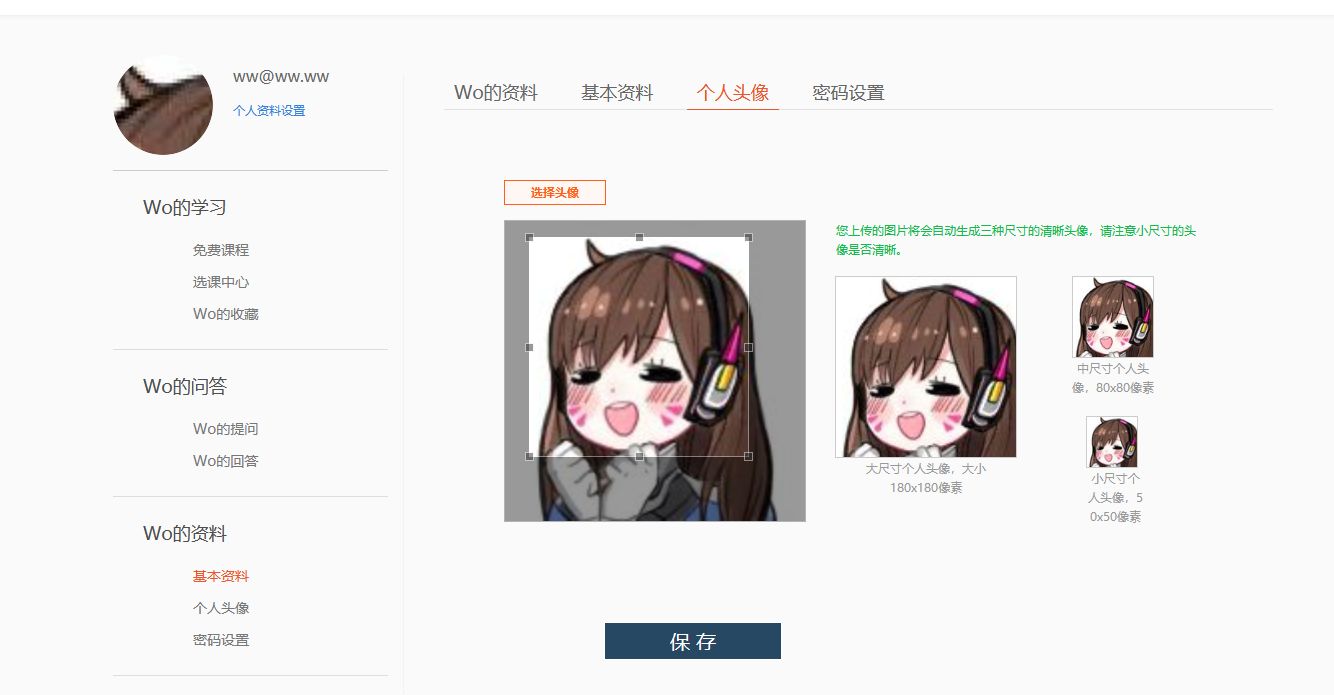 ww@ww.ww
个人资料设置
Wo的学习
免费课程
选课中心
Wo的收藏
Wo的问答
Wo的提问
Wo的回答
Wo的资料
基本资料
个人头像
密码设置
Wo的资料 基本资料 个人头像 密码设置
选择头像
您上传的图片将会自动生成三种尺寸的清晰头像，请注意小尺寸的头
像是否清晰。
大尺寸个人头像，大小
180x180像素
中尺寸个人头
像，80x80像素
小尺寸个
人头像，5
0x50像素
保 存